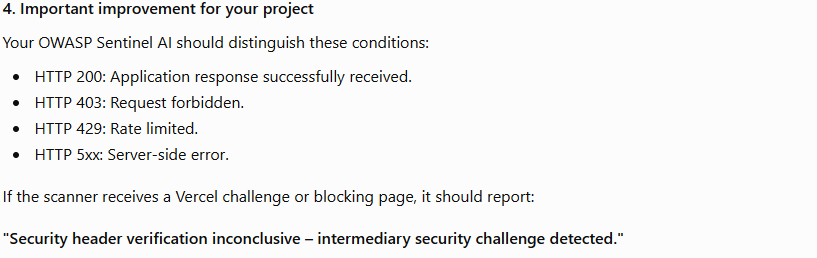 4. Important improvement for your project
Your OWASP Sentinel AI should distinguish these conditions:
• HTTP 200: Application response successfully received.
• HTTP 403: Request forbidden.
• HTTP 429: Rate limited.
• HTTP 5xx: Server-side error.
If the scanner receives a Vercel challenge or blocking page, it should report:
"Security header verification inconclusive – intermediary security challenge detected."